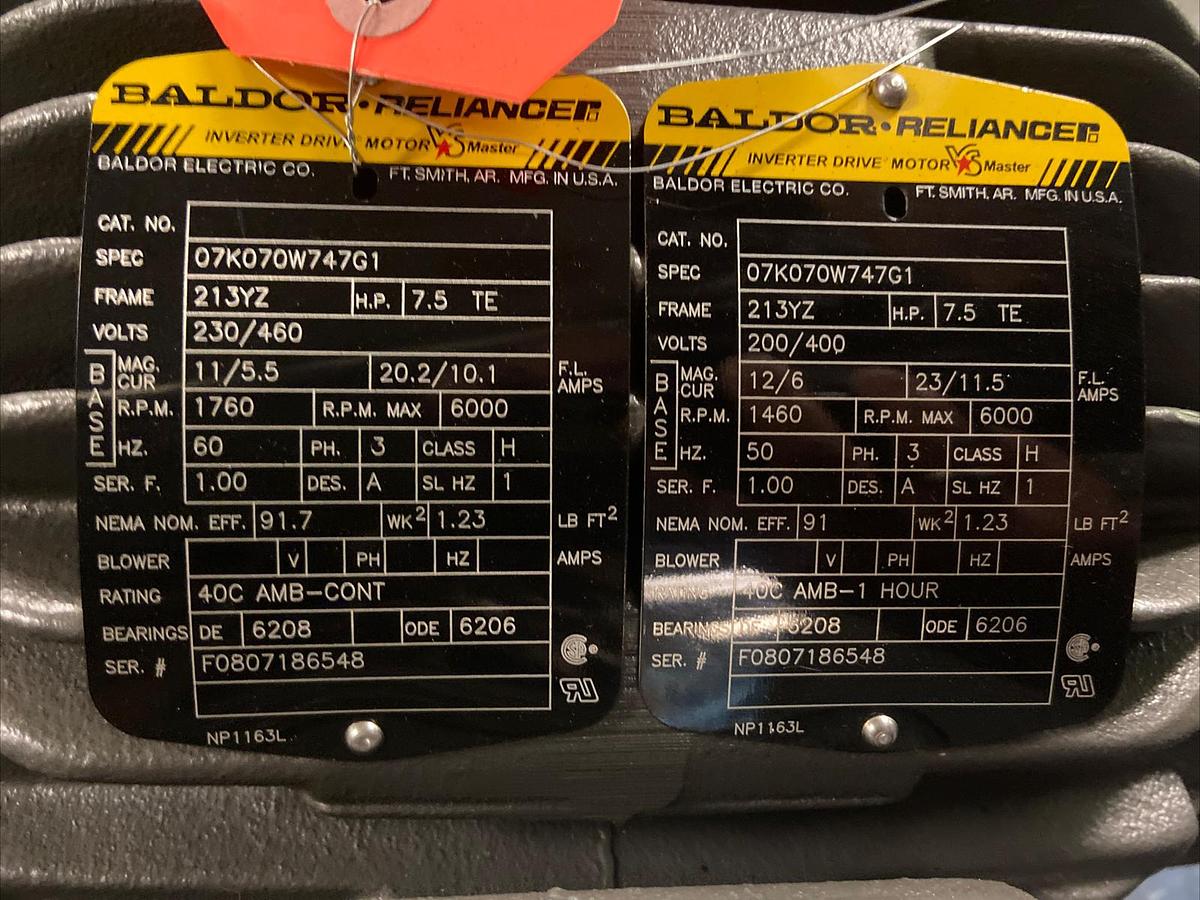 BALDOR • RELIANCER
INVERTER DRIVE MOTOR VS Master
BALDOR ELECTRIC CO. FT. SMITH, AR. MFG. IN U.S.A.
CAT. NO.
SPEC 07K070W747G1
FRAME 213YZ H.P. 7.5 TE
VOLTS 230/460
BASE
MAG. CUR 11/5.5 20.2/10.1 F.L. AMPS
R.P.M. 1760 R.P.M. MAX 6000
HZ. 60 PH. 3 CLASS H
SER. F. 1.00 DES. A SL HZ 1
NEMA NOM. EFF. 91.7 WK² 1.23 LB FT²
BLOWER V PH HZ AMPS
RATING 40C AMB-CONT
BEARINGS DE 6208 ODE 6206
SER. # F0807186548
NP1163L
BALDOR • RELIANCER
INVERTER DRIVE MOTOR VS Master
BALDOR ELECTRIC CO. FT. SMITH, AR. MFG. IN U.S.A.
CAT. NO.
SPEC 07K070W747G1
FRAME 213YZ H.P. 7.5 TE
VOLTS 200/400
BASE
MAG. CUR 12/6 23/11.5 F.L. AMPS
R.P.M. 1460 R.P.M. MAX 6000
HZ. 50 PH. 3 CLASS H
SER. F. 1.00 DES. A SL HZ 1
NEMA NOM. EFF. 91 WK² 1.23 LB FT²
BLOWER V PH HZ AMPS
RATING 40C AMB-1 HOUR
BEARINGS 6208 ODE 6206
SER. # F0807186548
NP1163L